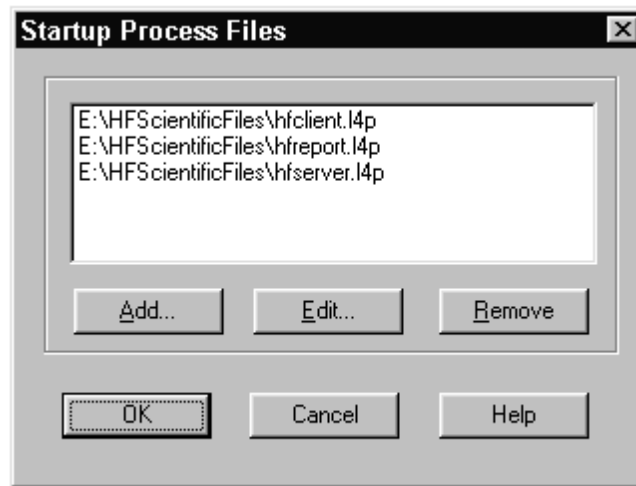 Startup Process Files
E:\HFScientificFiles\hfclient.l4p
E:\HFScientificFiles\hfreport.l4p
E:\HFScientificFiles\hfserver.l4p
Add... Edit... Remove
OK Cancel Help